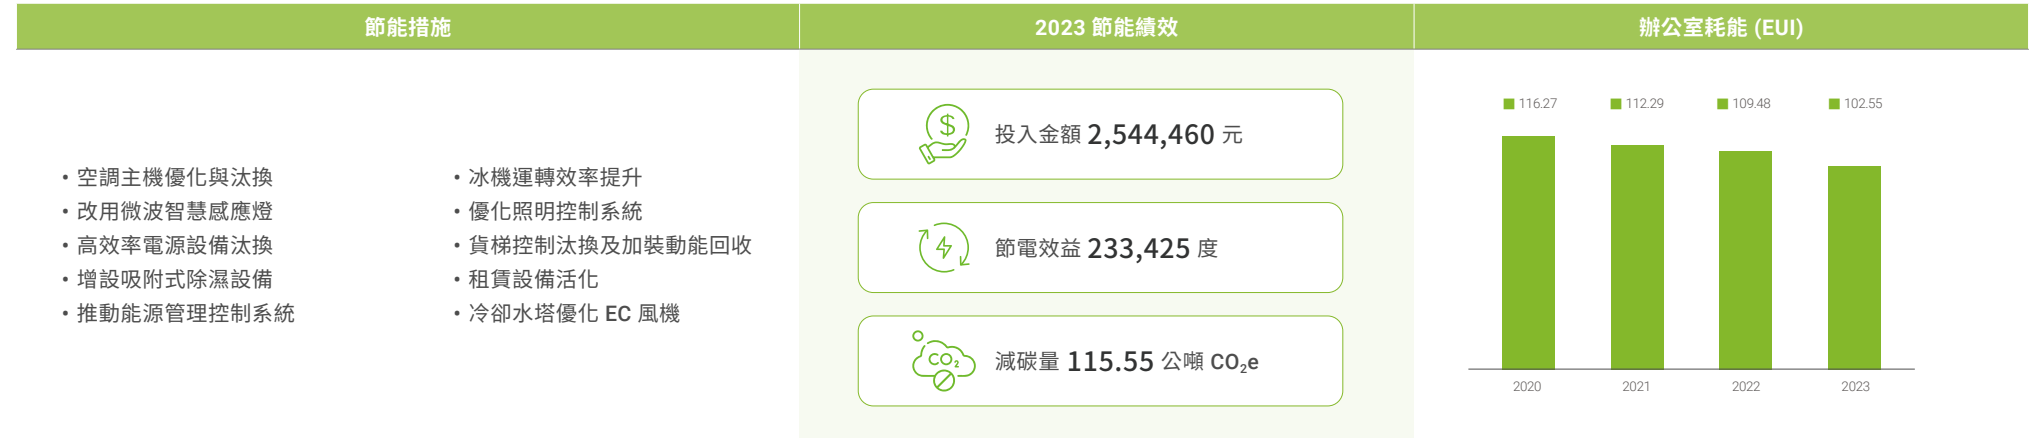 節能措施
2023 節能績效
辦公室耗能 (EUI)
・空調主機優化與汰換
・改用微波智慧感應燈
・高效率電源設備汰換
・增設吸附式除濕設備
・推動能源管理控制系統
・冰機運轉效率提升
・優化照明控制系統
・貨梯控制汰換及加裝動能回收
・租賃設備活化
・冷卻水塔優化 EC 風機
$
投入金額 2,544,460 元
節電效益 233,425 度
CO₂
減碳量 115.55 公噸 CO₂e
116.27 112.29 109.48 102.55
2020 2021 2022 2023